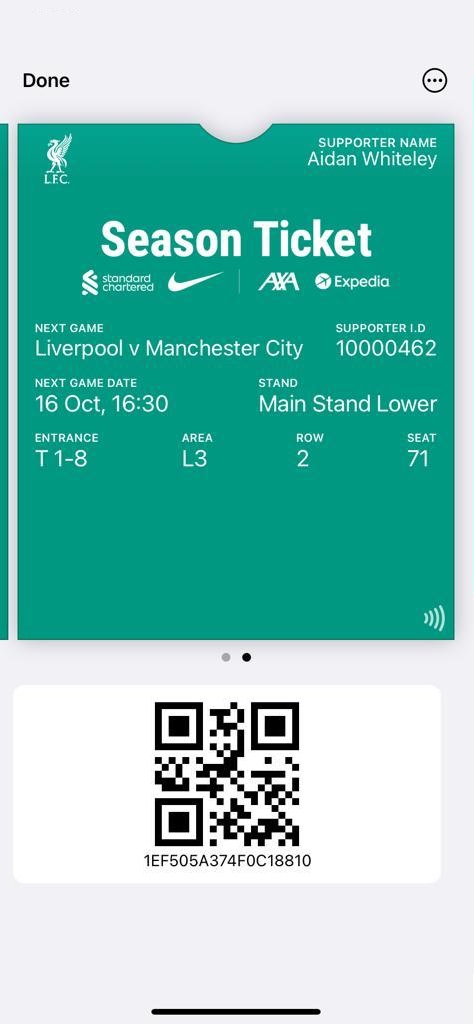 Done
SUPPORTER NAME
Aidan Whiteley
L.F.C.
Season Ticket
standard
chartered
AXA
Expedia
NEXT GAME
SUPPORTER I.D
Liverpool v Manchester City
10000462
NEXT GAME DATE
STAND
16 Oct, 16:30
Main Stand Lower
ENTRANCE
AREA
ROW
SEAT
T 1-8
L3
2
71
1EF505A374F0C18810